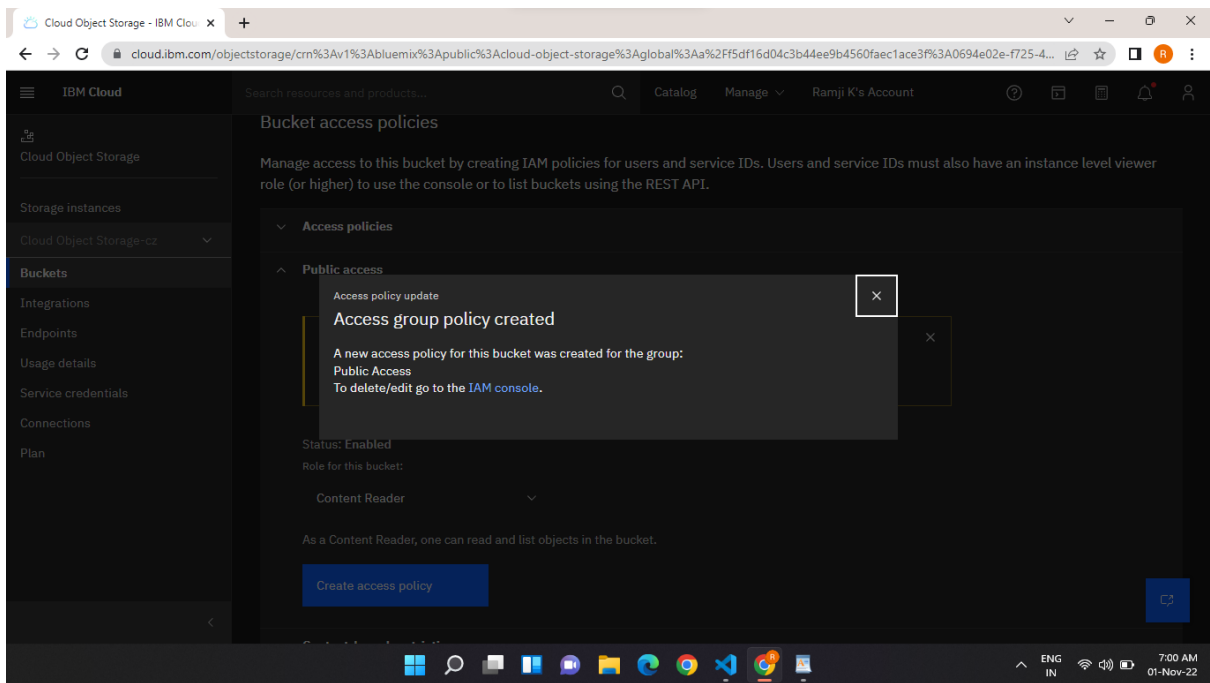 Cloud Object Storage - IBM Clou
cloud.ibm.com/objectstorage/crn%3Av1%3Abluemix%3Apublic%3Acloud-object-storage%3Aglobal%3Aa%2Ff5df16d04c3b44ee9b4560faec1ace3f%3A0694e02e-f725-4...
R
IBM Cloud
Search resources and products...
Catalog
Manage
Ramji K's Account
Cloud Object Storage
Storage instances
Cloud Object Storage-cz
Buckets
Integrations
Endpoints
Usage details
Service credentials
Connections
Plan
Bucket access policies
Manage access to this bucket by creating IAM policies for users and service IDs. Users and service IDs must also have an instance level viewer
role (or higher) to use the console or to list buckets using the REST API.
Access policies
Public access
Access policy update
Access group policy created
A new access policy for this bucket was created for the group:
Public Access
To delete/edit go to the IAM console.
Status: Enabled
Role for this bucket:
Content Reader
As a Content Reader, one can read and list objects in the bucket.
Create access policy
ENG
IN
7:00 AM
01-Nov-22